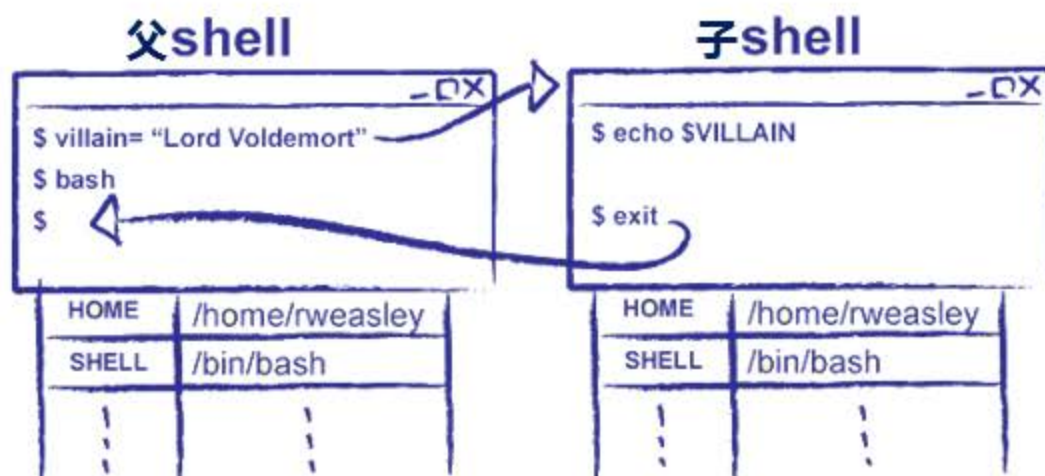 父shell
$ villain= “Lord Voldemort”
$ bash
$
HOME /home/rweasley
SHELL /bin/bash
子shell
$ echo $VILLAIN
$ exit
HOME /home/rweasley
SHELL /bin/bash